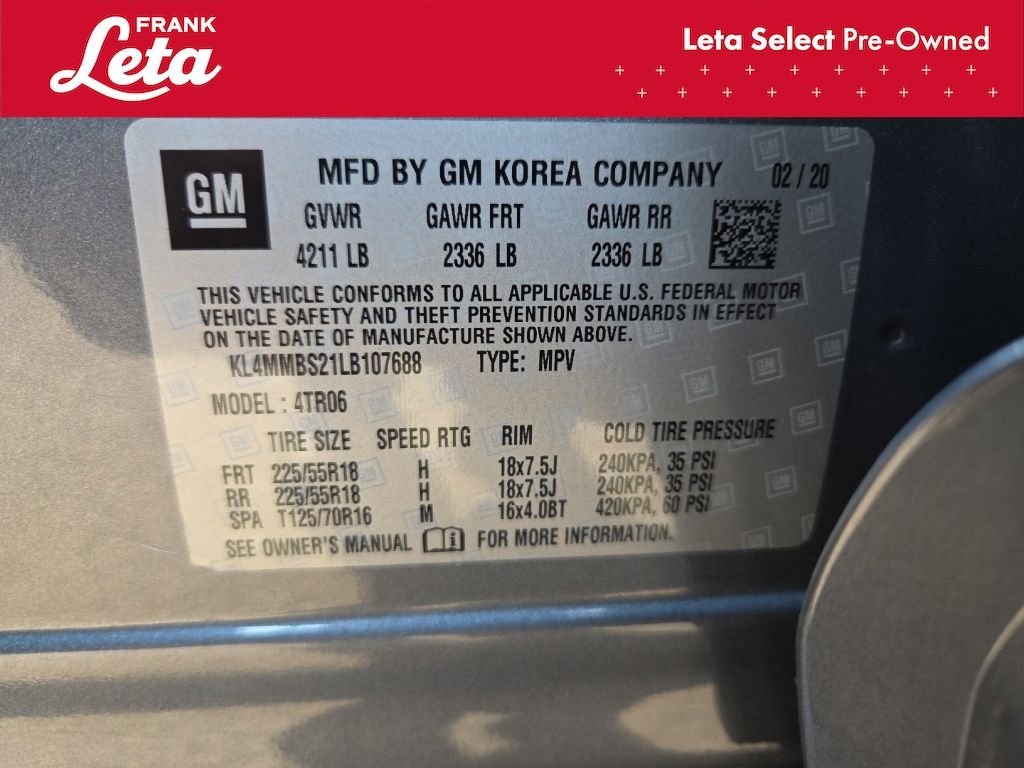 FRANK
Leta
Leta Select Pre-Owned
GM
MFD BY GM KOREA COMPANY 02/20
GVWR GAWR FRT GAWR RR
4211 LB 2336 LB 2336 LB
THIS VEHICLE CONFORMS TO ALL APPLICABLE U.S. FEDERAL MOTOR
VEHICLE SAFETY AND THEFT PREVENTION STANDARDS IN EFFECT
ON THE DATE OF MANUFACTURE SHOWN ABOVE.
KL4MMBS21LB107688 TYPE: MPV
MODEL : 4TR06
TIRE SIZE SPEED RTG RIM COLD TIRE PRESSURE
FRT 225/55R18 H 18x7.5J 240KPA, 35 PSI
RR 225/55R18 H 18x7.5J 240KPA, 35 PSI
SPA T125/70R16 M 16x4.0BT 420KPA, 60 PSI
SEE OWNER'S MANUAL FOR MORE INFORMATION.